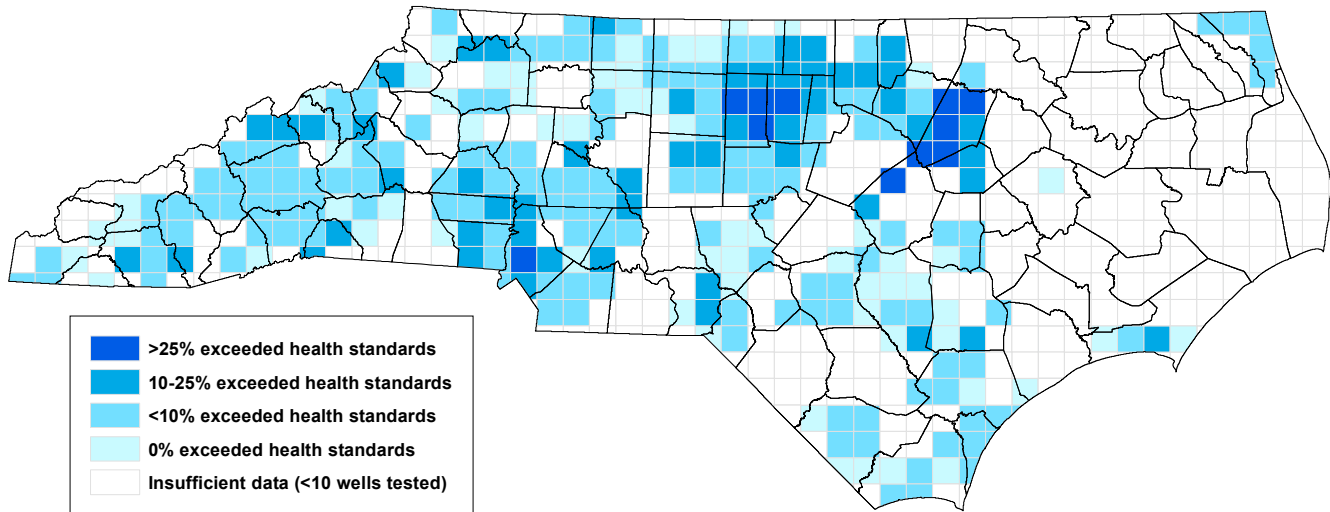 >25% exceeded health standards
10-25% exceeded health standards
<10% exceeded health standards
0% exceeded health standards
Insufficient data (<10 wells tested)